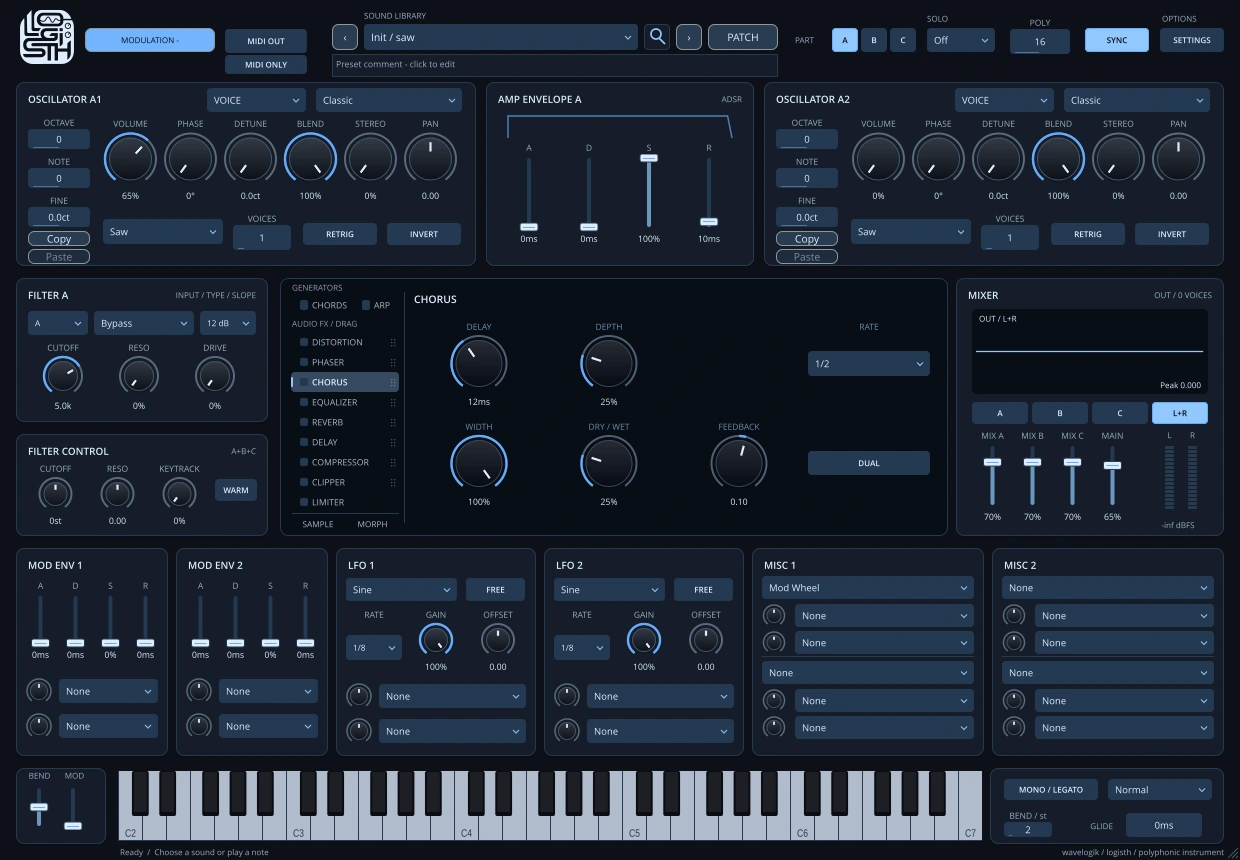 LOGISTH
MODULATION -
MIDI OUT
MIDI ONLY
SOUND LIBRARY
‹
Init / saw
›
PATCH
Preset comment - click to edit
PART
A
B
C
SOLO
Off
POLY
16
SYNC
OPTIONS
SETTINGS
OSCILLATOR A1
VOICE
Classic
OCTAVE
0
NOTE
0
FINE
0.0ct
Copy
Paste
VOLUME PHASE DETUNE BLEND STEREO PAN
65% 0° 0.0ct 100% 0% 0.00
Saw
VOICES
1
RETRIG
INVERT
AMP ENVELOPE A
ADSR
A D S R
0ms 0ms 100% 10ms
OSCILLATOR A2
VOICE
Classic
OCTAVE
0
NOTE
0
FINE
0.0ct
Copy
Paste
VOLUME PHASE DETUNE BLEND STEREO PAN
0% 0° 0.0ct 100% 0% 0.00
Saw
VOICES
1
RETRIG
INVERT
FILTER A
INPUT / TYPE / SLOPE
A
Bypass
12 dB
CUTOFF RESO DRIVE
5.0k 0% 0%
FILTER CONTROL
A+B+C
CUTOFF RESO KEYTRACK
WARM
0st 0.00 0%
GENERATORS
CHORDS ARP
AUDIO FX / DRAG
DISTORTION
PHASER
CHORUS
EQUALIZER
REVERB
DELAY
COMPRESSOR
CLIPPER
LIMITER
SAMPLE MORPH
CHORUS
DELAY DEPTH RATE
1/2
12ms 25%
WIDTH DRY / WET FEEDBACK
DUAL
100% 25% 0.10
MIXER
OUT / 0 VOICES
OUT / L+R
Peak 0.000
A B C L+R
MIX A MIX B MIX C MAIN L R
70% 70% 70% 65%
-inf dBFS
MOD ENV 1
A D S R
0ms 0ms 0% 0ms
None
None
MOD ENV 2
A D S R
0ms 0ms 0% 0ms
None
None
LFO 1
Sine
FREE
RATE GAIN OFFSET
1/8
100% 0.00
None
None
LFO 2
Sine
FREE
RATE GAIN OFFSET
1/8
100% 0.00
None
None
MISC 1
Mod Wheel
None
None
None
None
None
MISC 2
None
None
None
None
None
None
BEND MOD
C2 C3 C4 C5 C6 C7
MONO / LEGATO
Normal
BEND / st
2
GLIDE
0ms
Ready / Choose a sound or play a note
wavelogik / logisth / polyphonic instrument